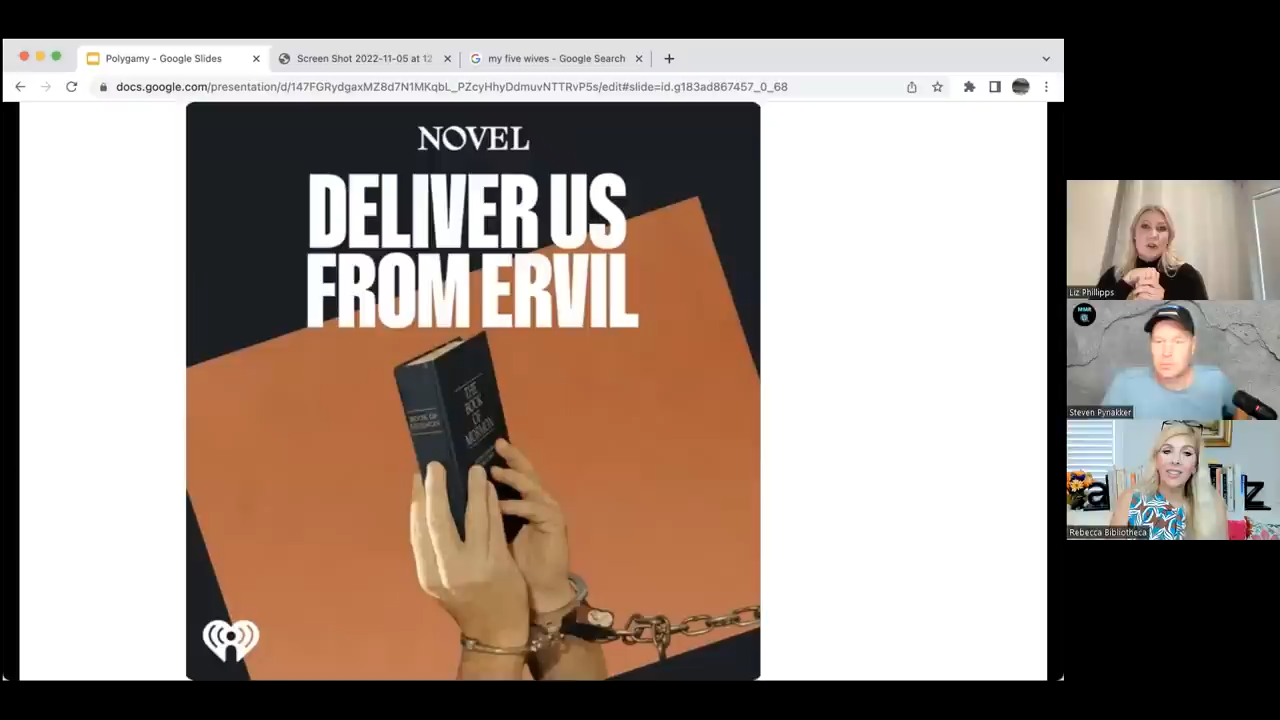 Polygamy - Google Slides
Screen Shot 2022-11-05 at 12
my five wives - Google Search
docs.google.com/presentation/d/147FGRydgaxMZ8d7N1MKqbL_PZcyHhyDdmuvNTTRvP5s/edit#slide=id.g183ad867457_0_68
NOVEL
DELIVER US
FROM ERVIL
THE
BOOK
OF
MORMON
BOOK OF
MORMON
Liz Phillipps
Steven Pynakker
Rebecca Bibliotheca
a
z